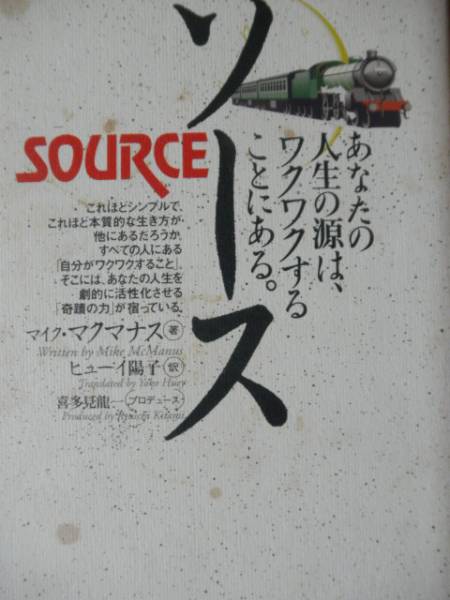 ソース
SOURCE
あなたの
人生の源は、
ワクワクする
ことにある。
これほどシンプルで、
これほど本質的な生き方が、
他にあるだろうか。
すべての人にある
「自分がワクワクすること」。
そこには、あなたの人生を
劇的に活性化させる
「奇蹟の力」が宿っている。
マイク・マクマナス 著
Written by Mike McManus
ヒューイ陽子 訳
Translated by Yoko Huey
喜多見龍一 プロデュース
Produced by Ryuichi Kitami